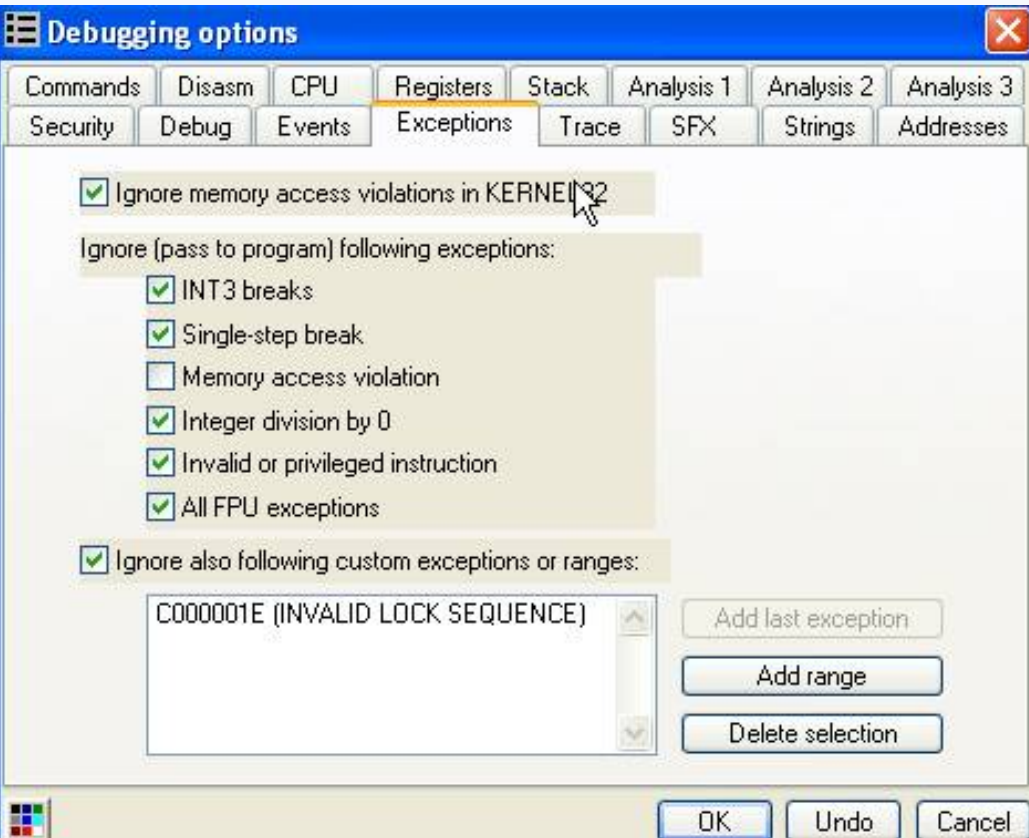 Debugging options
Commands Disasm CPU Registers Stack Analysis 1 Analysis 2 Analysis 3
Security Debug Events Exceptions Trace SFX Strings Addresses
Ignore memory access violations in KERNEL32
Ignore (pass to program) following exceptions:
INT3 breaks
Single-step break
Memory access violation
Integer division by 0
Invalid or privileged instruction
All FPU exceptions
Ignore also following custom exceptions or ranges:
C000001E (INVALID LOCK SEQUENCE)
Add last exception
Add range
Delete selection
OK Undo Cancel